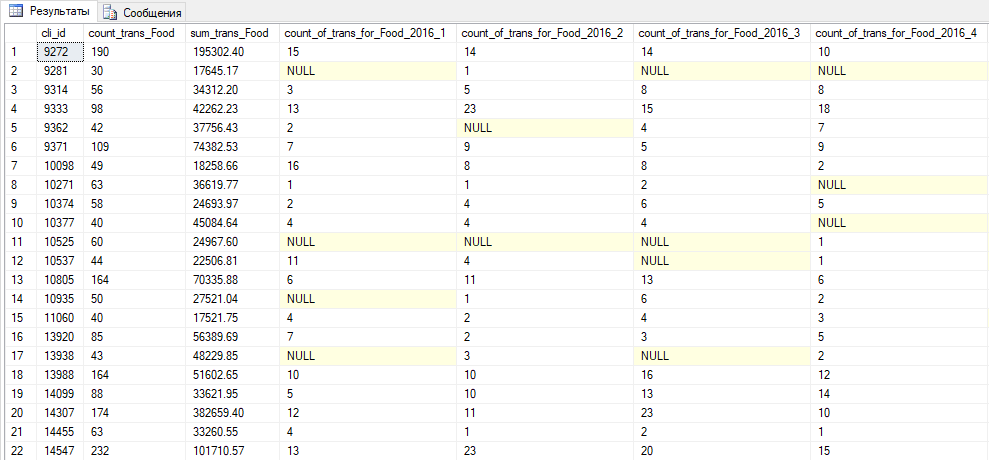 Результаты Сообщения
cli_id count_trans_Food sum_trans_Food count_of_trans_for_Food_2016_1 count_of_trans_for_Food_2016_2 count_of_trans_for_Food_2016_3 count_of_trans_for_Food_2016_4
1 9272 190 195302.40 15 14 14 10
2 9281 30 17645.17 NULL 1 NULL NULL
3 9314 56 34312.20 3 5 8 8
4 9333 98 42262.23 13 23 15 18
5 9362 42 37756.43 2 NULL 4 7
6 9371 109 74382.53 7 9 5 9
7 10098 49 18258.66 16 8 8 2
8 10271 63 36619.77 1 1 2 NULL
9 10374 58 24693.97 2 4 6 5
10 10377 40 45084.64 4 4 4 NULL
11 10525 60 24967.60 NULL NULL NULL 1
12 10537 44 22506.81 11 4 NULL 1
13 10805 164 70335.88 6 11 13 6
14 10935 50 27521.04 NULL 1 6 2
15 11060 40 17521.75 4 2 4 3
16 13920 85 56389.69 7 2 3 5
17 13938 43 48229.85 NULL 3 NULL 2
18 13988 164 51602.65 10 10 16 12
19 14099 88 33621.95 5 10 13 14
20 14307 174 382659.40 12 11 23 10
21 14455 63 33260.55 4 1 2 1
22 14547 232 101710.57 13 23 20 15